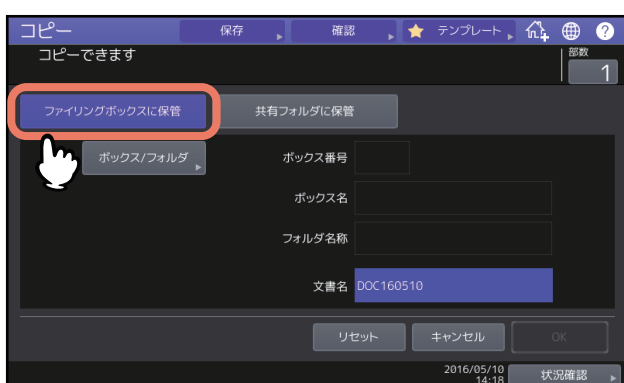 コピー
保存
確認
テンプレート
?
コピーできます
部数
1
ファイリングボックスに保管
共有フォルダに保管
ボックス/フォルダ
ボックス番号
ボックス名
フォルダ名称
文書名
DOC160510
リセット
キャンセル
OK
2016/05/10
14:18
状況確認